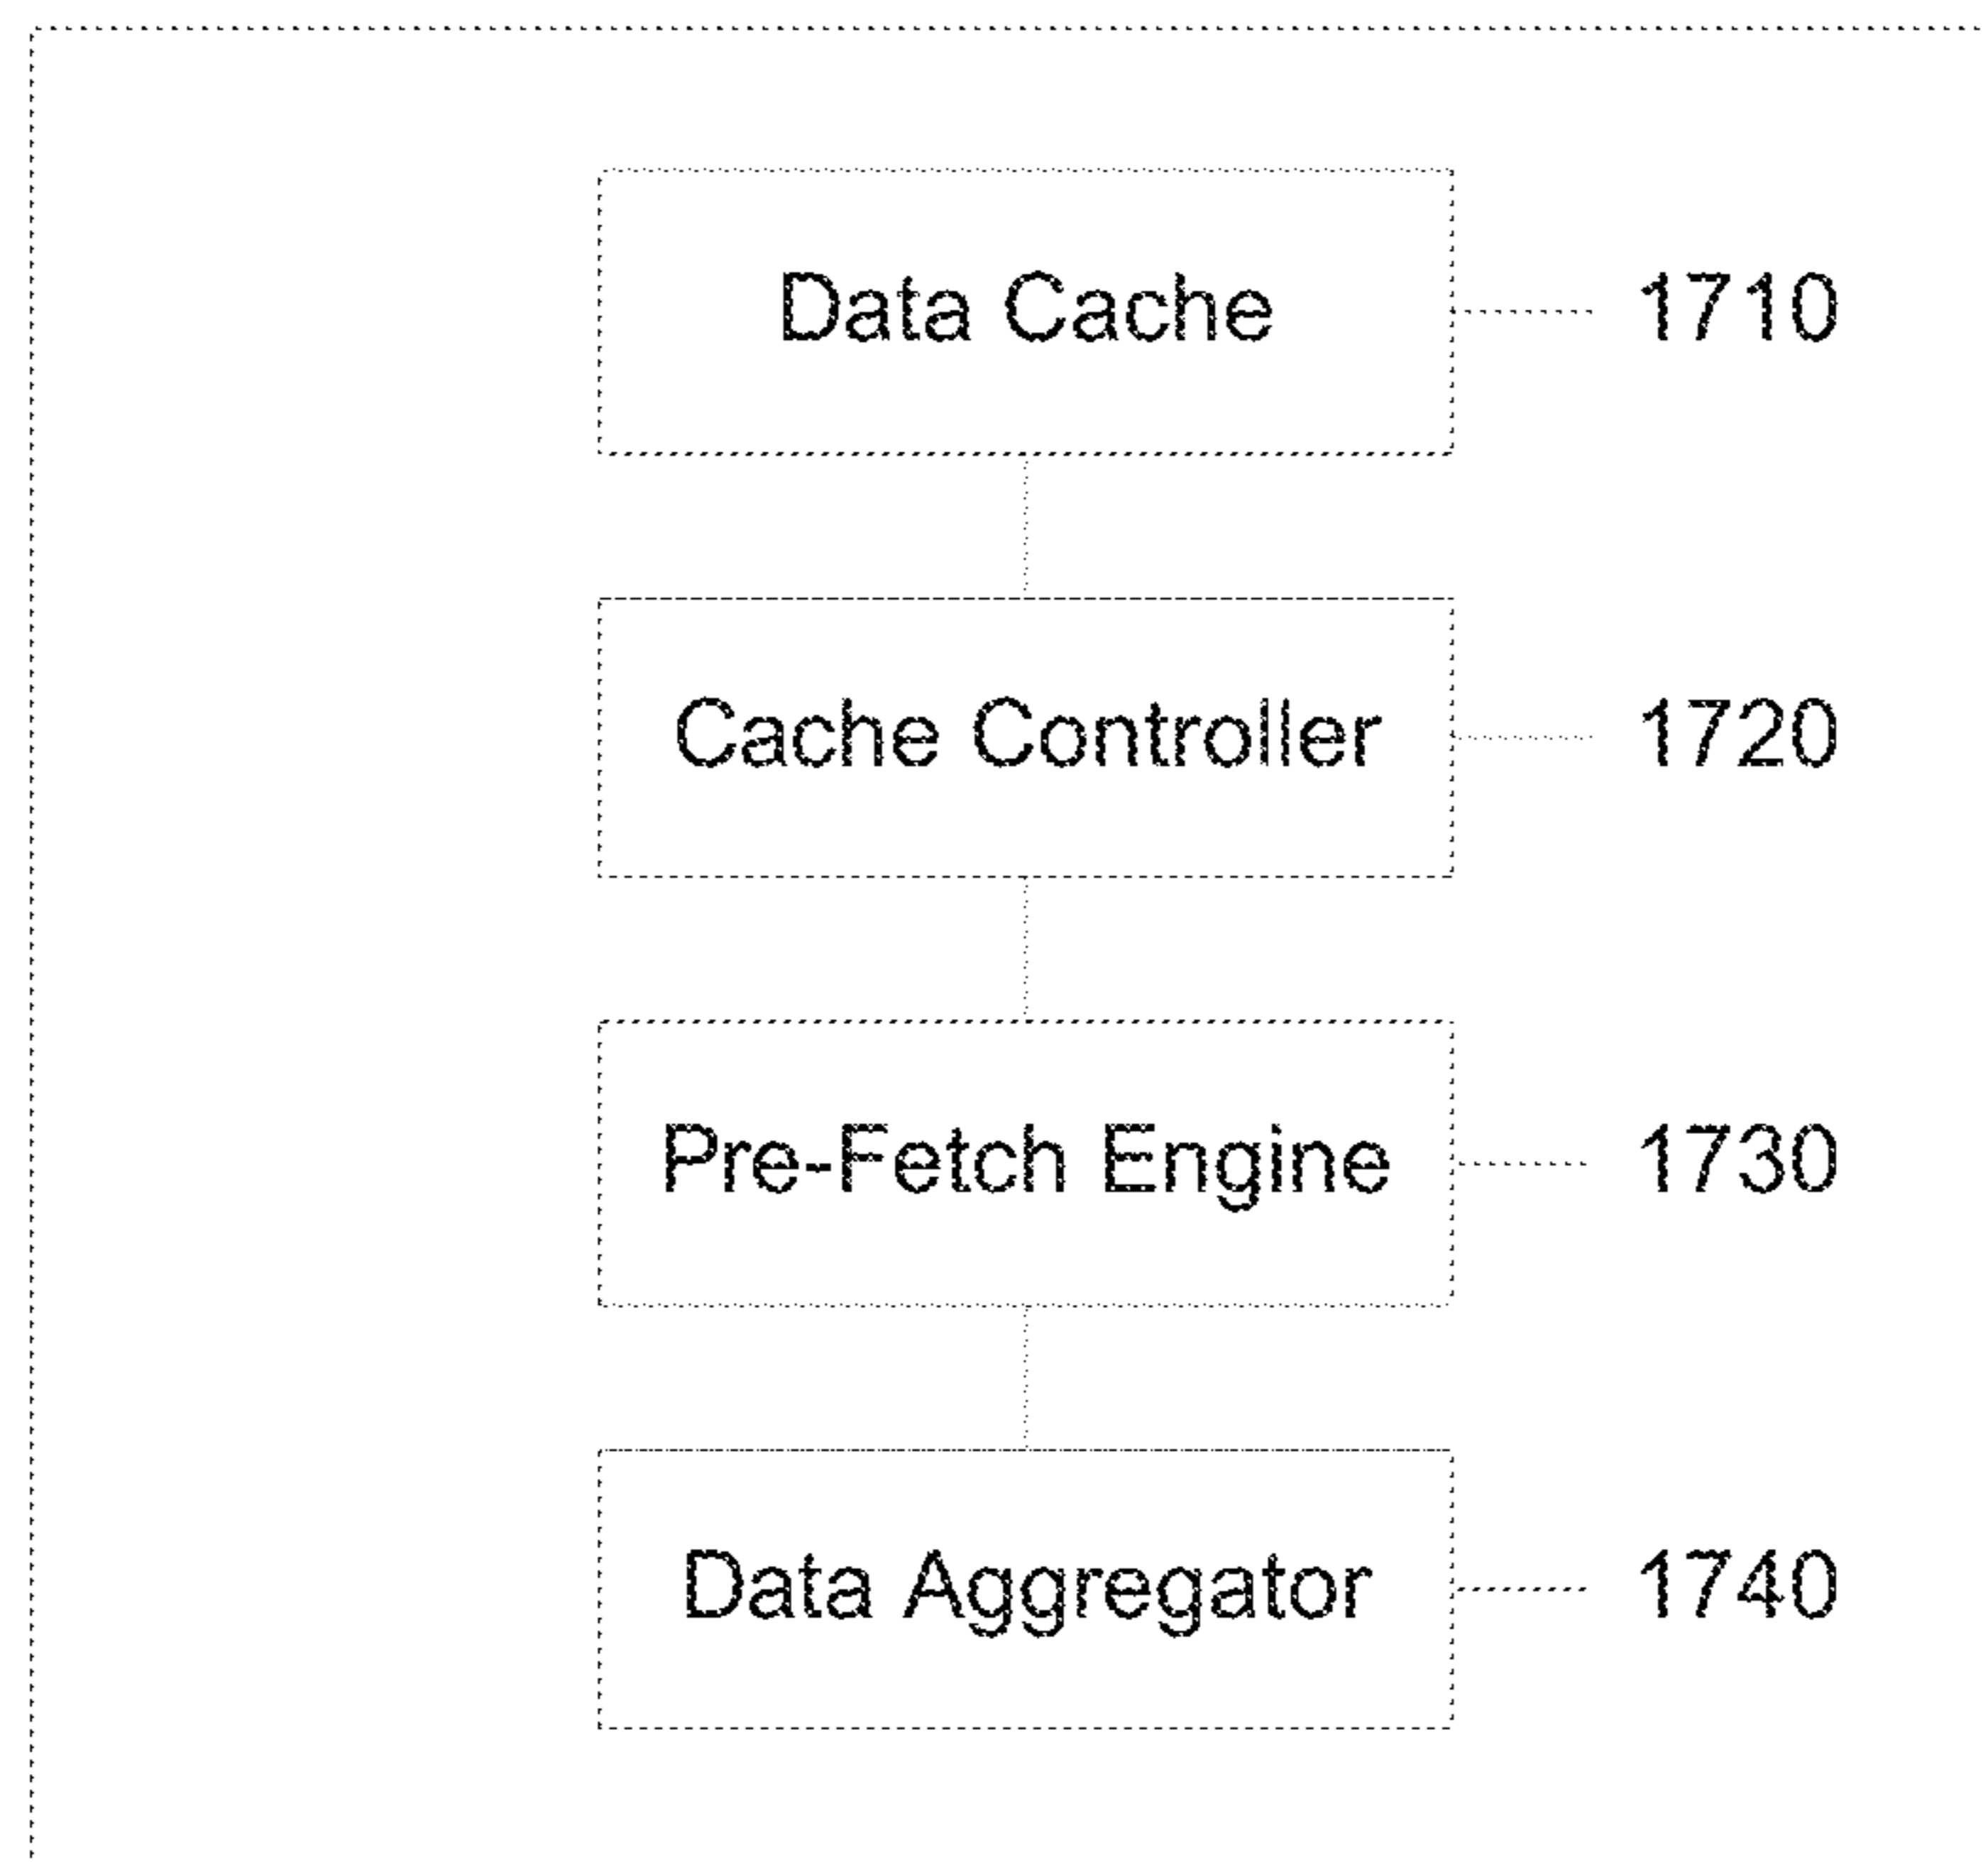 Data Cache 1710
Cache Controller 1720
Pre-Fetch Engine 1730
Data Aggregator 1740